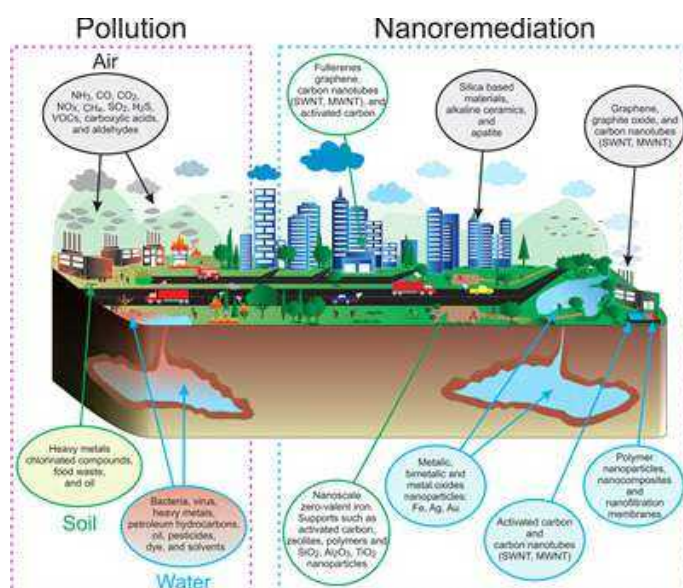 Pollution
Nanoremediation
Air
NH3, CO, CO2,
NOx, CH4, SO2, H2S,
VOCs, carboxylic acids,
and aldehydes
Fullerenes
graphene,
carbon nanotubes
(SWNT, MWNT), and
activated carbon
Silica based
materials,
alkaline ceramics,
and
apatite
Graphene,
graphite oxide, and
carbon nanotubes
(SWNT, MWNT)
Heavy metals
chlorinated compounds,
food waste,
and oil
Soil
Bacteria, virus,
heavy metals,
petroleum hydrocarbons,
oil, pesticides,
dye, and solvents
Water
Nanoscale
zero-valent iron.
Supports such as
activated carbon,
zeolites, polymers and
SiO2, Al2O3, TiO2
nanoparticles
Metalic,
bimetallic and
metal oxides
nanoparticles:
Fe, Ag, Au
Activated carbon and
carbon nanotubes
(SWNT, MWNT)
Polymer
nanoparticles,
nanocomposites
and
nanofiltration
membranes